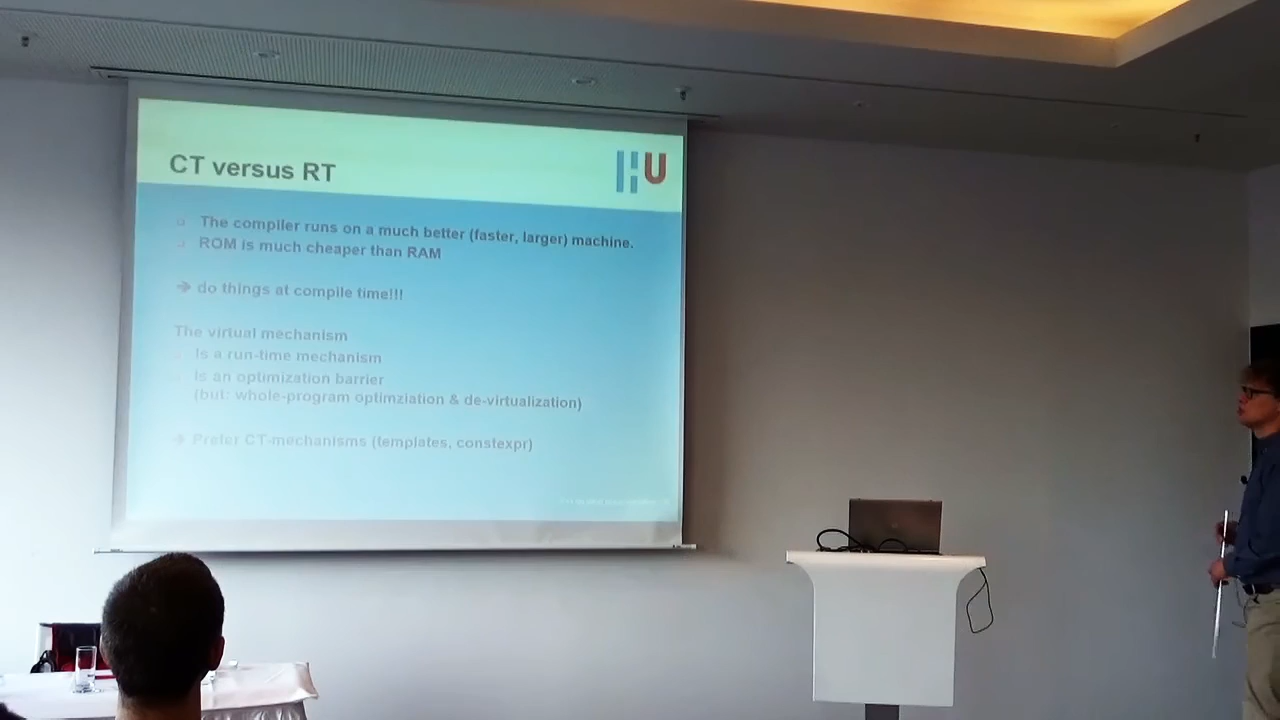 CT versus RT
HU
The compiler runs on a much better (faster, larger) machine.
ROM is much cheaper than RAM
➔ do things at compile time!!!
The virtual mechanism
Is a run-time mechanism
Is an optimization barrier
(but: whole-program optimziation & de-virtualization)
➔ Prefer CT-mechanisms (templates, constexpr)